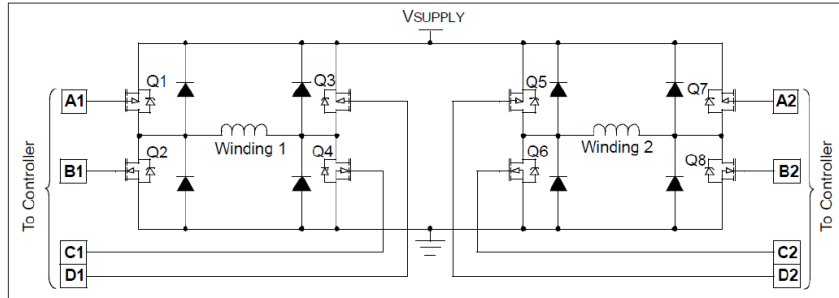 VSUPPLY
Q1 Q3 Q5 Q7
A1 A2
Winding 1 Winding 2
Q2 Q4 Q6 Q8
B1 B2
To Controller To Controller
C1 C2
D1 D2